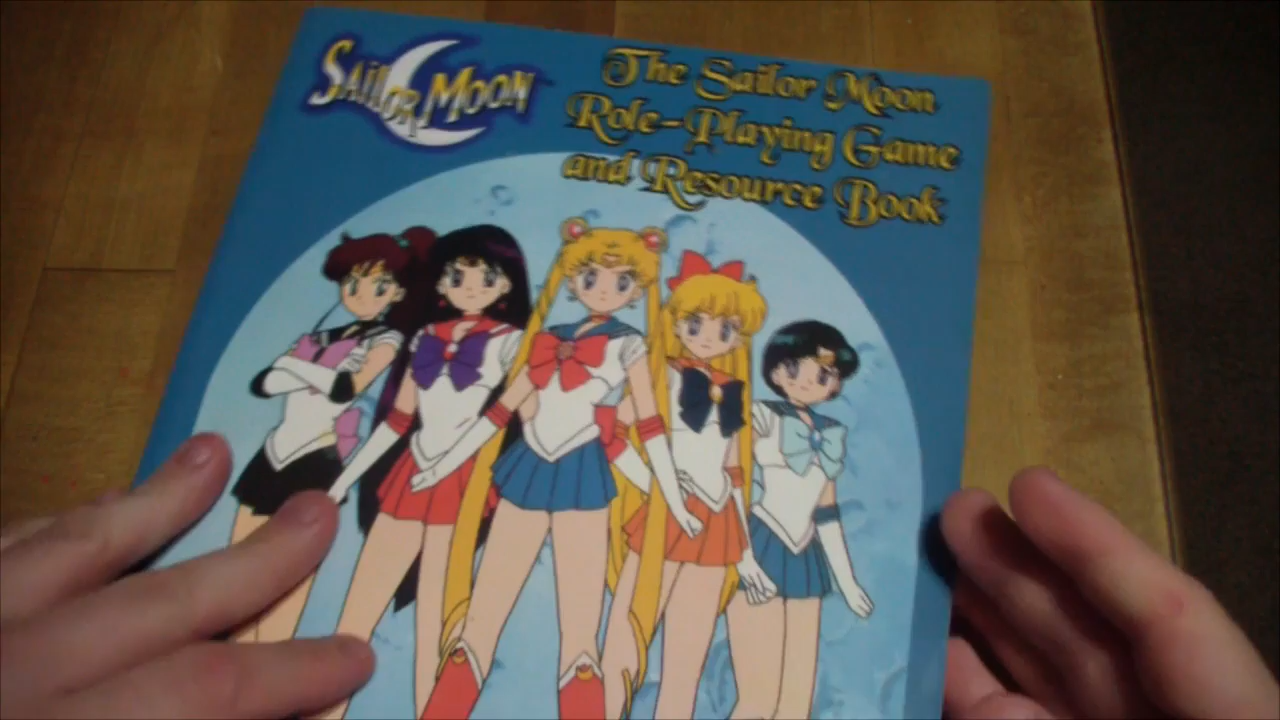 SAILOR MOON
The Sailor Moon
Role-Playing Game
and Resource Book